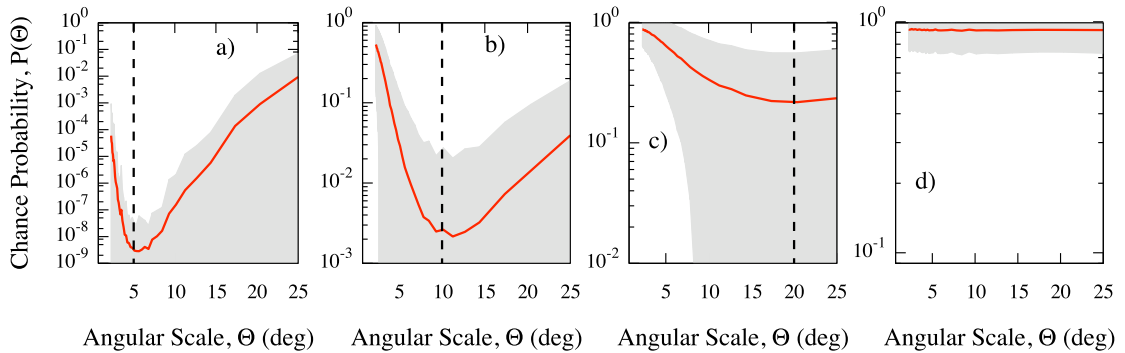 Chance Probability, P(Θ)
10^0
10^-1
10^-2
10^-3
10^-4
10^-5
10^-6
10^-7
10^-8
10^-9
a)
5 10 15 20 25
Angular Scale, Θ (deg)
10^0
10^-1
10^-2
10^-3
b)
5 10 15 20 25
Angular Scale, Θ (deg)
10^0
10^-1
10^-2
c)
5 10 15 20 25
Angular Scale, Θ (deg)
10^0
10^-1
d)
5 10 15 20 25
Angular Scale, Θ (deg)